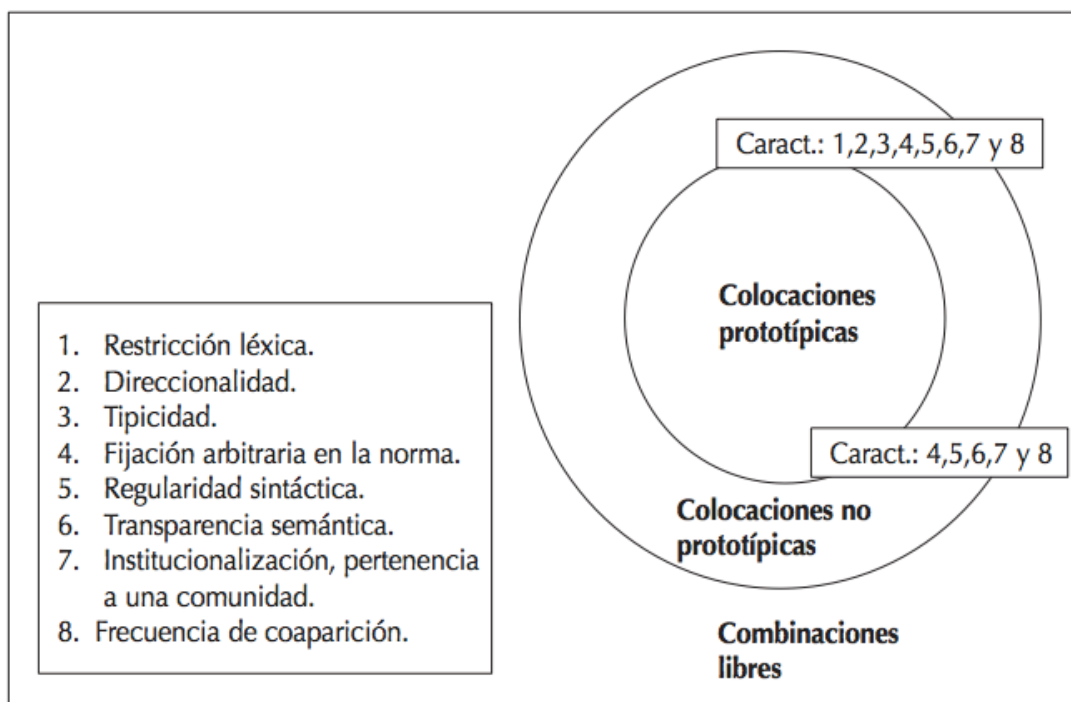 Caract.: 1,2,3,4,5,6,7 y 8
Colocaciones
prototípicas
1. Restricción léxica.
2. Direccionalidad.
3. Tipicidad.
4. Fijación arbitraria en la norma.
5. Regularidad sintáctica.
6. Transparencia semántica.
7. Institucionalización, pertenencia
a una comunidad.
8. Frecuencia de coaparición.
Caract.: 4,5,6,7 y 8
Colocaciones no
prototípicas
Combinaciones
libres